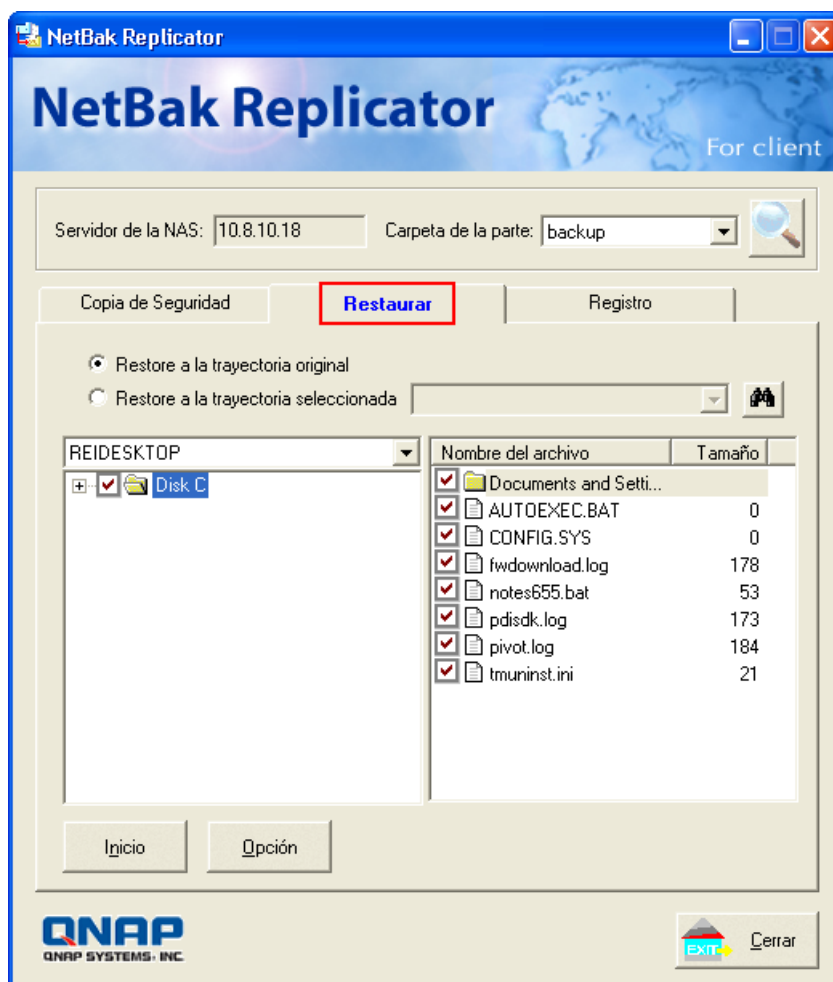 NetBak Replicator
NetBak Replicator
For client
Servidor de la NAS: 10.8.10.18 Carpeta de la parte: backup
Copia de Seguridad Restaurar Registro
Restore a la trayectoria original
Restore a la trayectoria seleccionada
REIDESKTOP
Disk C
Nombre del archivo Tamaño
Documents and Setti...
AUTOEXEC.BAT 0
CONFIG.SYS 0
fwdownload.log 178
notes655.bat 53
pdisdk.log 173
pivot.log 184
tmuninst.ini 21
Inicio Opción
QNAP
QNAP SYSTEMS, INC.
EXIT Cerrar